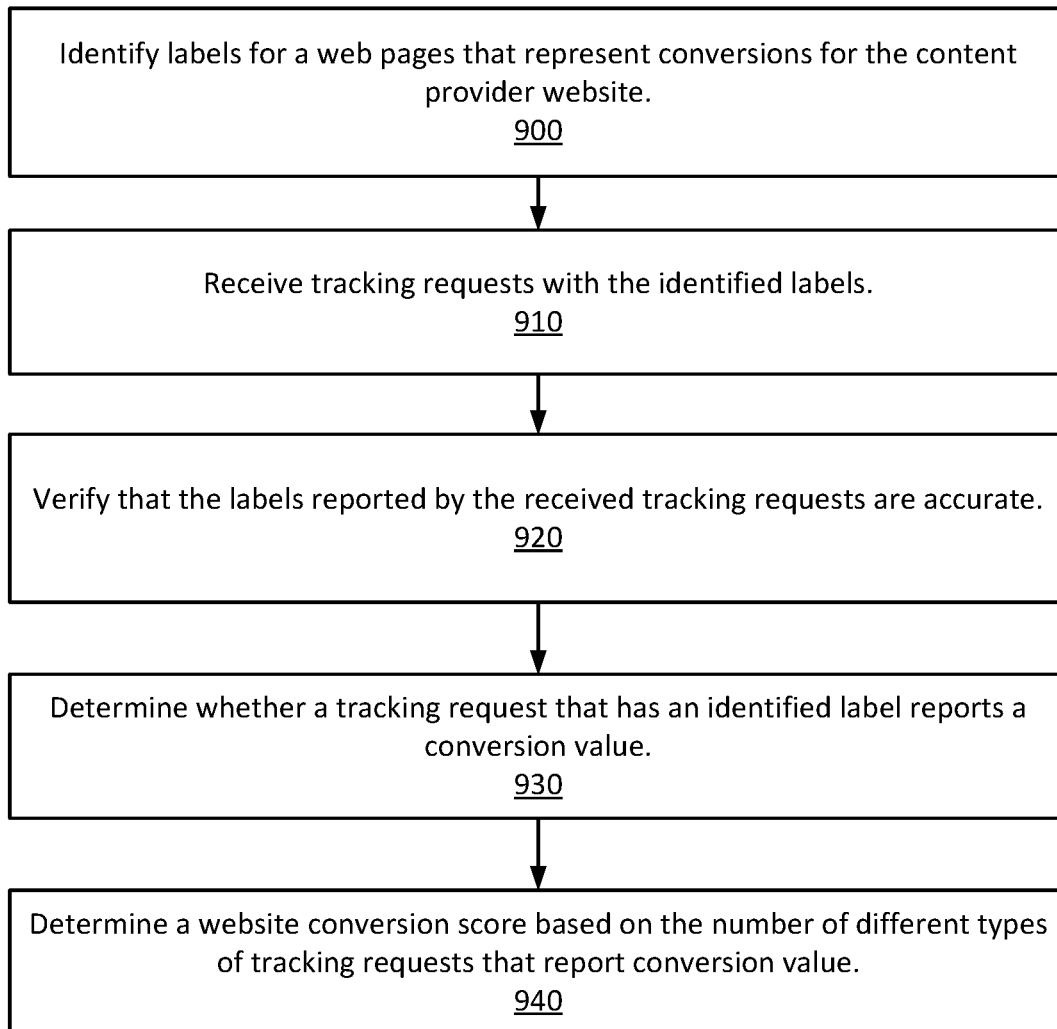 Identify labels for a web pages that represent conversions for the content
provider website.
900
Receive tracking requests with the identified labels.
910
Verify that the labels reported by the received tracking requests are accurate.
920
Determine whether a tracking request that has an identified label reports a
conversion value.
930
Determine a website conversion score based on the number of different types
of tracking requests that report conversion value.
940